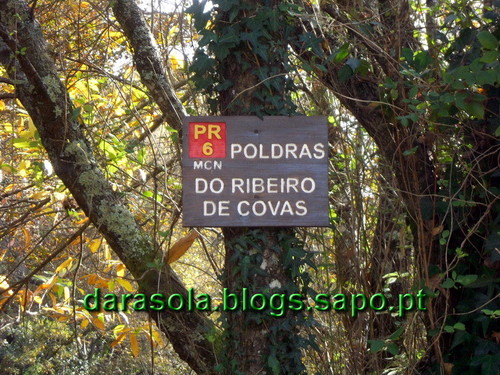 PR
6
MCN
POLDRAS
DO RIBEIRO
DE COVAS
darasola.blogs.sapo.pt